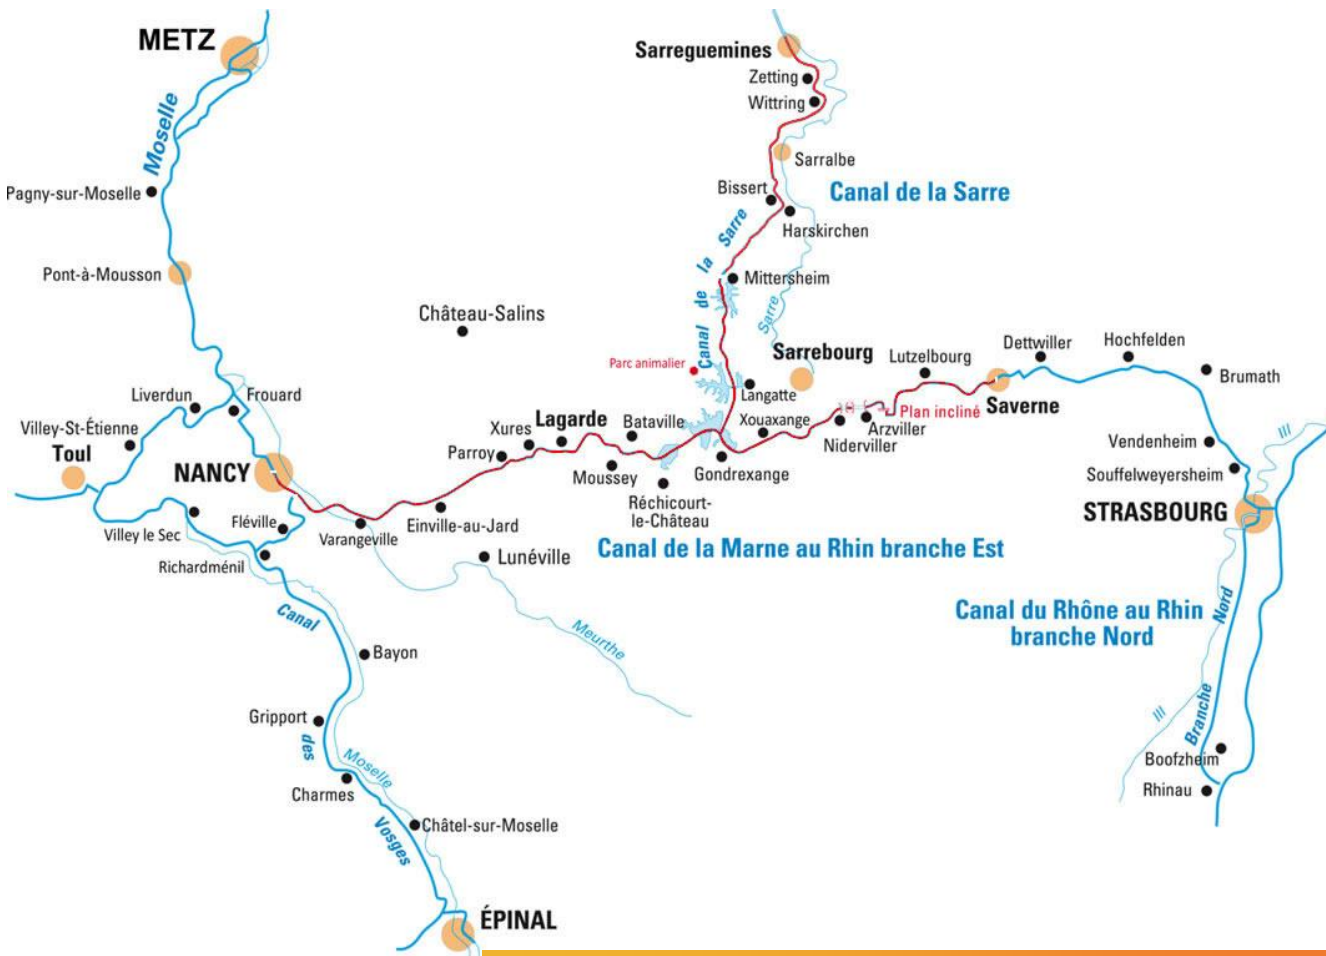 METZ
Sarreguemines
Zetting
Wittring
Moselle
Sarralbe
Pagny-sur-Moselle
Bissert
Canal de la Sarre
Harskirchen
Canal de la Sarre
Pont-à-Mousson
Mittersheim
Château-Salins
Sarre
Parc animalier
Sarrebourg
Lutzelbourg
Dettwiller
Hochfelden
Brumath
Liverdun
Frouard
Langatte
Plan incliné
Saverne
Villey-St-Étienne
Toul
Xures
Lagarde
Bataville
Xouaxange
Arzviller
Niderviller
Vendenheim
Ill
Parroy
NANCY
Moussey
Gondrexange
Souffelweyersheim
Réchicourt-
le-Château
STRASBOURG
Villey le Sec
Fléville
Varangeville
Einville-au-Jard
Lunéville
Canal de la Marne au Rhin branche Est
Richardménil
Canal
Meurthe
Canal du Rhône au Rhin
branche Nord
Nord
Bayon
Gripport
des
Moselle
Ill
Branche
Boofzheim
Rhinau
Charmes
Châtel-sur-Moselle
Vosges
ÉPINAL